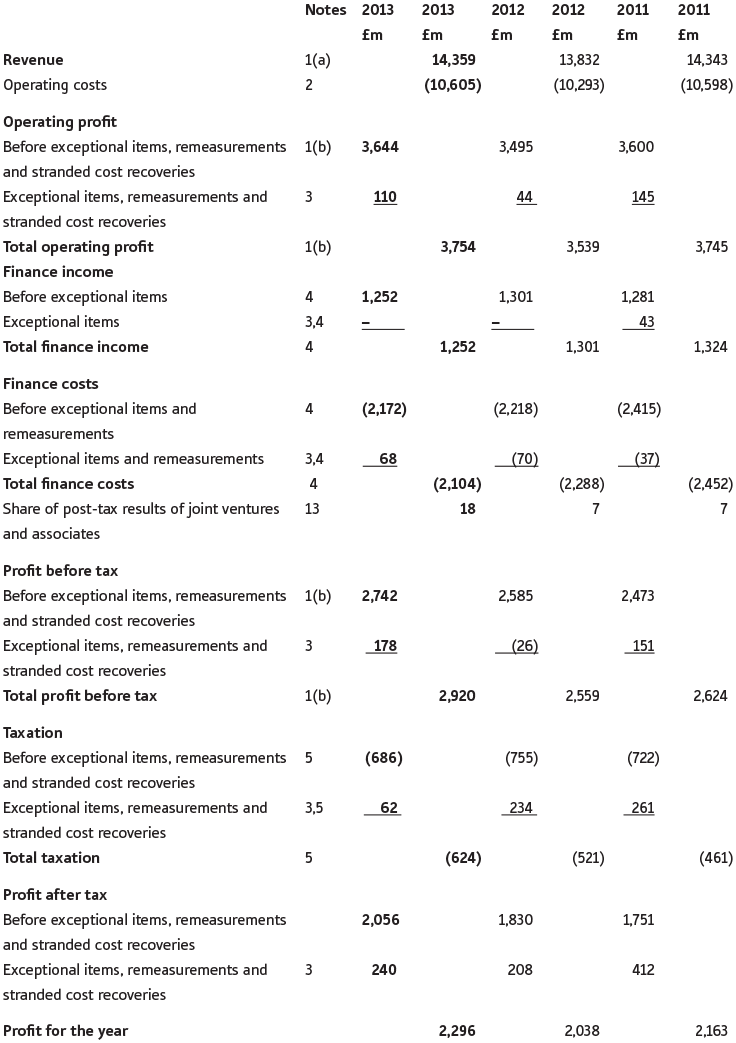 Notes 2013 2013 2012 2012 2011 2011
£m £m £m £m £m £m
Revenue 1(a) 14,359 13,832 14,343
Operating costs 2 (10,605) (10,293) (10,598)
Operating profit
Before exceptional items, remeasurements 1(b) 3,644 3,495 3,600
and stranded cost recoveries
Exceptional items, remeasurements and 3 110 44 145
stranded cost recoveries
Total operating profit 1(b) 3,754 3,539 3,745
Finance income
Before exceptional items 4 1,252 1,301 1,281
Exceptional items 3,4 – – 43
Total finance income 4 1,252 1,301 1,324
Finance costs
Before exceptional items and 4 (2,172) (2,218) (2,415)
remeasurements
Exceptional items and remeasurements 3,4 68 (70) (37)
Total finance costs 4 (2,104) (2,288) (2,452)
Share of post-tax results of joint ventures 13 18 7 7
and associates
Profit before tax
Before exceptional items, remeasurements 1(b) 2,742 2,585 2,473
and stranded cost recoveries
Exceptional items, remeasurements and 3 178 (26) 151
stranded cost recoveries
Total profit before tax 1(b) 2,920 2,559 2,624
Taxation
Before exceptional items, remeasurements 5 (686) (755) (722)
and stranded cost recoveries
Exceptional items, remeasurements and 3,5 62 234 261
stranded cost recoveries
Total taxation 5 (624) (521) (461)
Profit after tax
Before exceptional items, remeasurements 2,056 1,830 1,751
and stranded cost recoveries
Exceptional items, remeasurements and 3 240 208 412
stranded cost recoveries
Profit for the year 2,296 2,038 2,163